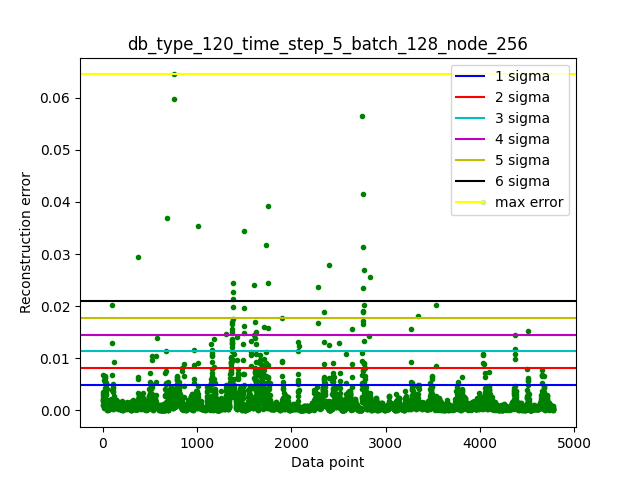 db_type_120_time_step_5_batch_128_node_256
Reconstruction error
0.06
0.05
0.04
0.03
0.02
0.01
0.00
1 sigma
2 sigma
3 sigma
4 sigma
5 sigma
6 sigma
max error
0
1000
2000
3000
4000
5000
Data point